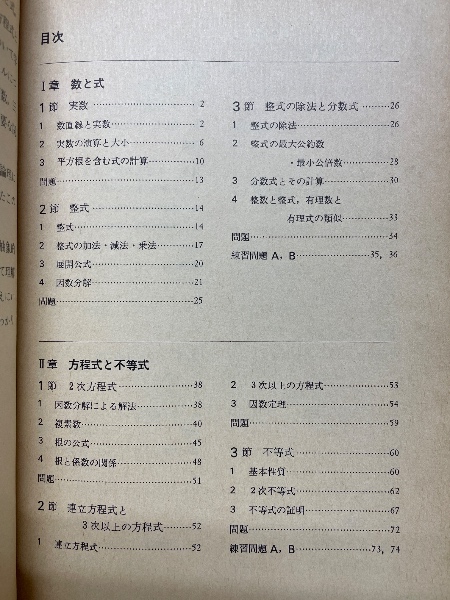 目次
I章 数と式
1節 実数 2
1 数直線と実数 2
2 実数の演算と大小 6
3 平方根を含む式の計算 10
問題 13
2節 整式 14
1 整式 14
2 整式の加法・減法・乗法 17
3 展開公式 20
4 因数分解 21
問題 25
3節 整式の除法と分数式 26
1 整式の除法 26
2 整式の最大公約数
・最小公倍数 28
3 分数式とその計算 30
4 整数と整式，有理数と
有理式の類似 33
問題 34
練習問題 A，B 35，36
II章 方程式と不等式
1節 2次方程式 38
1 因数分解による解法 38
2 複素数 40
3 根の公式 45
4 根と係数の関係 48
問題 51
2節 連立方程式と
3次以上の方程式 52
1 連立方程式 52
2 3次以上の方程式 53
3 因数定理 54
問題 59
3節 不等式 60
1 基本性質 60
2 2次不等式 62
3 不等式の証明 67
問題 72
練習問題 A，B 73，74